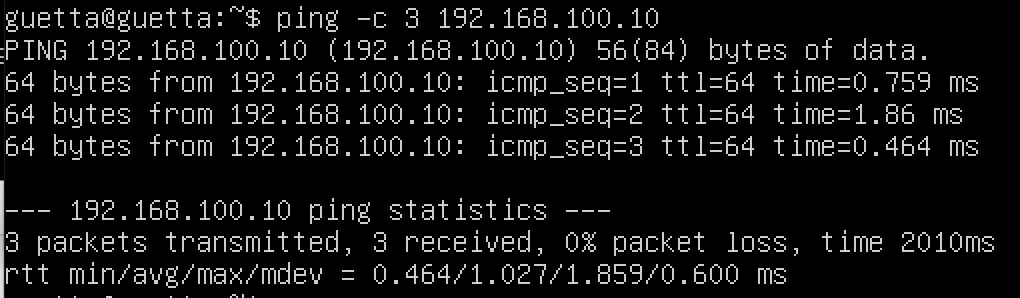 guetta@guetta:~$ ping -c 3 192.168.100.10
PING 192.168.100.10 (192.168.100.10) 56(84) bytes of data.
64 bytes from 192.168.100.10: icmp_seq=1 ttl=64 time=0.759 ms
64 bytes from 192.168.100.10: icmp_seq=2 ttl=64 time=1.86 ms
64 bytes from 192.168.100.10: icmp_seq=3 ttl=64 time=0.464 ms
--- 192.168.100.10 ping statistics ---
3 packets transmitted, 3 received, 0% packet loss, time 2010ms
rtt min/avg/max/mdev = 0.464/1.027/1.859/0.600 ms